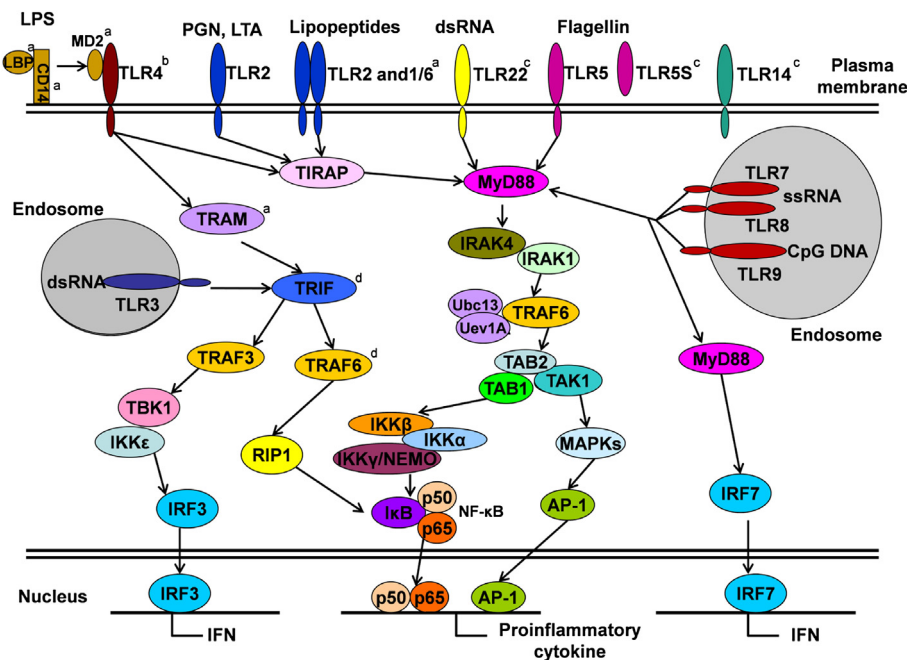 LPS
LBP a
CD14 a
MD2 a
TLR4 b
PGN, LTA
TLR2
Lipopeptides
TLR2 and1/6 a
dsRNA
TLR22 c
Flagellin
TLR5
TLR5S c
TLR14 c
Plasma
membrane
TIRAP
MyD88
TLR7
ssRNA
TLR8
CpG DNA
TLR9
Endosome
Endosome
TRAM a
dsRNA
TLR3
TRIF d
IRAK4
IRAK1
Ubc13
Uev1A
TRAF6
TRAF3
TRAF6 d
TAB2
TAB1
TAK1
MyD88
TBK1
IKKε
RIP1
IKKβ
IKKα
IKKγ/NEMO
MAPKs
IRF3
IκB
p50
p65
NF-κB
AP-1
IRF7
Nucleus
IRF3
p50
p65
AP-1
IRF7
IFN
Proinflammatory
cytokine
IFN